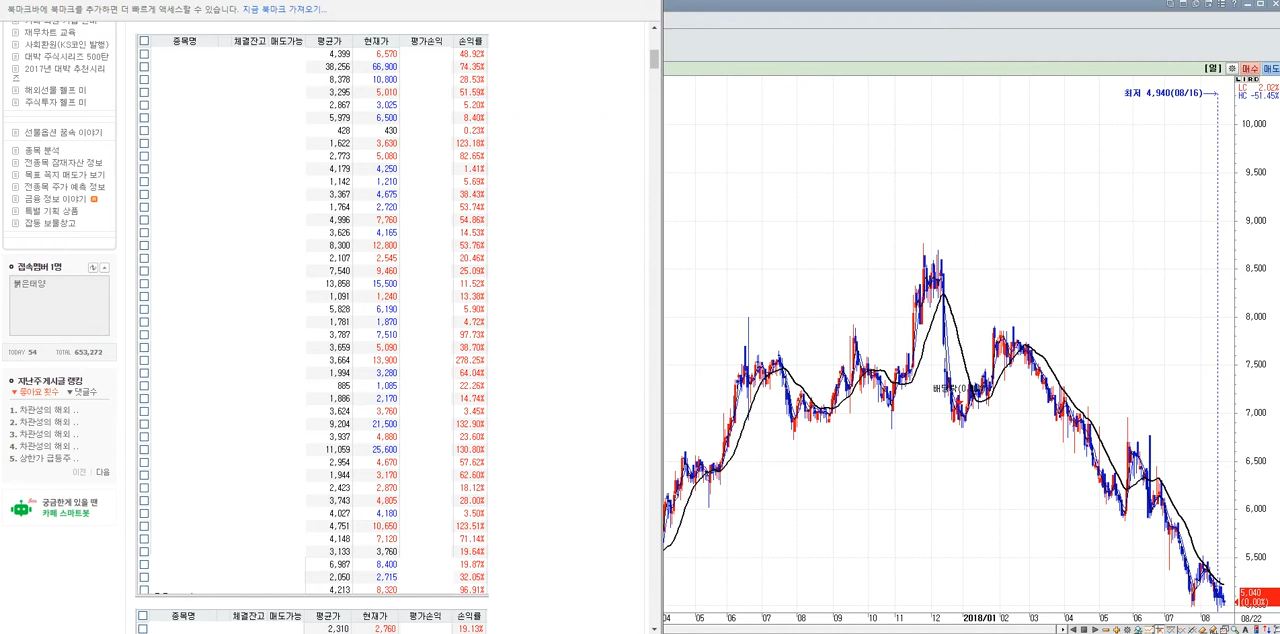 북마크바에 북마크를 추가하면 더 빠르게 액세스할 수 있습니다. 지금 북마크 가져오기...
재무차트 교육
사회환원(KS코인 발행)
대박 주식시리즈 500탄
2017년 대박 추천시리즈
해외선물 헬프 미
주식투자 헬프 미
선물옵션 꿈속 이야기
종목 분석
전종목 잠재자산 정보
목표 꼭지 매도가 보기
전종목 주가 예측 정보
금융 정보 이야기
특별 기획 상품
잡동 보물창고
접속멤버 1명
붉은태양
TODAY 54 TOTAL 653,272
지난주 게시글 랭킹
▼ 좋아요 횟수 ▼ 댓글수
1. 차관성의 해외 ..
2. 차관성의 해외 ..
3. 차관성의 해외 ..
4. 차관성의 해외 ..
5. 상한가 급등주 ..
이전 | 다음
궁금한게 있을 땐
카페 스마트봇
종목명 체결잔고 매도가능 평균가 현재가 평가손익 손익률
4,399 6,570 48.92%
38,256 66,900 74.35%
8,378 10,800 28.53%
3,295 5,010 51.59%
2,867 3,025 5.20%
5,979 6,500 8.40%
428 430 0.23%
1,622 3,630 123.18%
2,773 5,080 82.65%
4,179 4,250 1.41%
1,142 1,210 5.69%
3,367 4,675 38.43%
1,764 2,720 53.74%
4,996 7,760 54.86%
3,626 4,165 14.53%
8,300 12,800 53.76%
2,107 2,545 20.46%
7,540 9,460 25.09%
13,858 15,500 11.52%
1,091 1,240 13.38%
5,828 6,190 5.90%
1,781 1,870 4.72%
3,787 7,510 97.73%
3,659 5,090 38.70%
3,664 13,900 278.25%
1,994 3,280 64.04%
885 1,085 22.26%
1,886 2,170 14.74%
3,624 3,760 3.45%
9,204 21,500 132.90%
3,937 4,880 23.60%
11,059 25,600 130.80%
2,954 4,670 57.62%
1,944 3,170 62.60%
2,423 2,870 18.12%
3,743 4,805 28.00%
4,027 4,180 3.50%
4,751 10,650 123.51%
4,148 7,120 71.14%
3,133 3,760 19.64%
6,987 8,400 19.87%
2,050 2,715 32.05%
4,213 8,320 96.91%
종목명 체결잔고 매도가능 평균가 현재가 평가손익 손익률
2,310 2,760 19.13%
[일] 매수 매도
LC 2.02%
HC -51.45%
최저 4,940(08/16)
10,000
9,500
9,000
8,500
8,000
7,500
7,000
6,500
6,000
5,500
5,040
(0.00%)
04 '05 '06 '07 '08 '09 '10 '11 '12 2018/01 '02 '03 '04 '05 '06 '07 '08 08/22